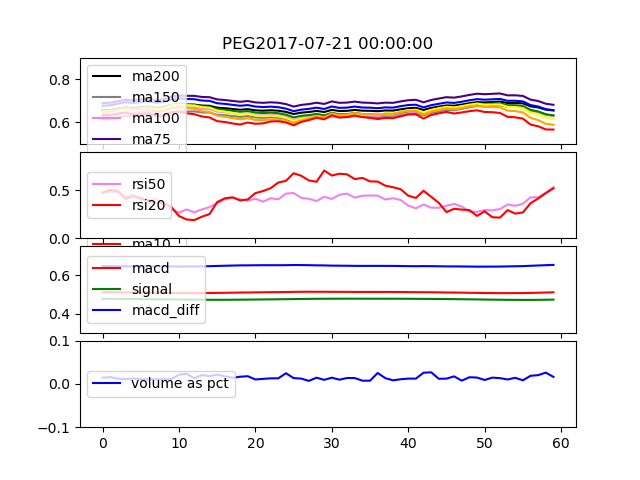 PEG2017-07-21 00:00:00
0.8
0.6
ma200
ma150
ma100
ma75
0.5
0.0
rsi50
rsi20
ma10
0.6
0.4
macd
signal
macd_diff
0.1
0.0
−0.1
volume as pct
0 10 20 30 40 50 60